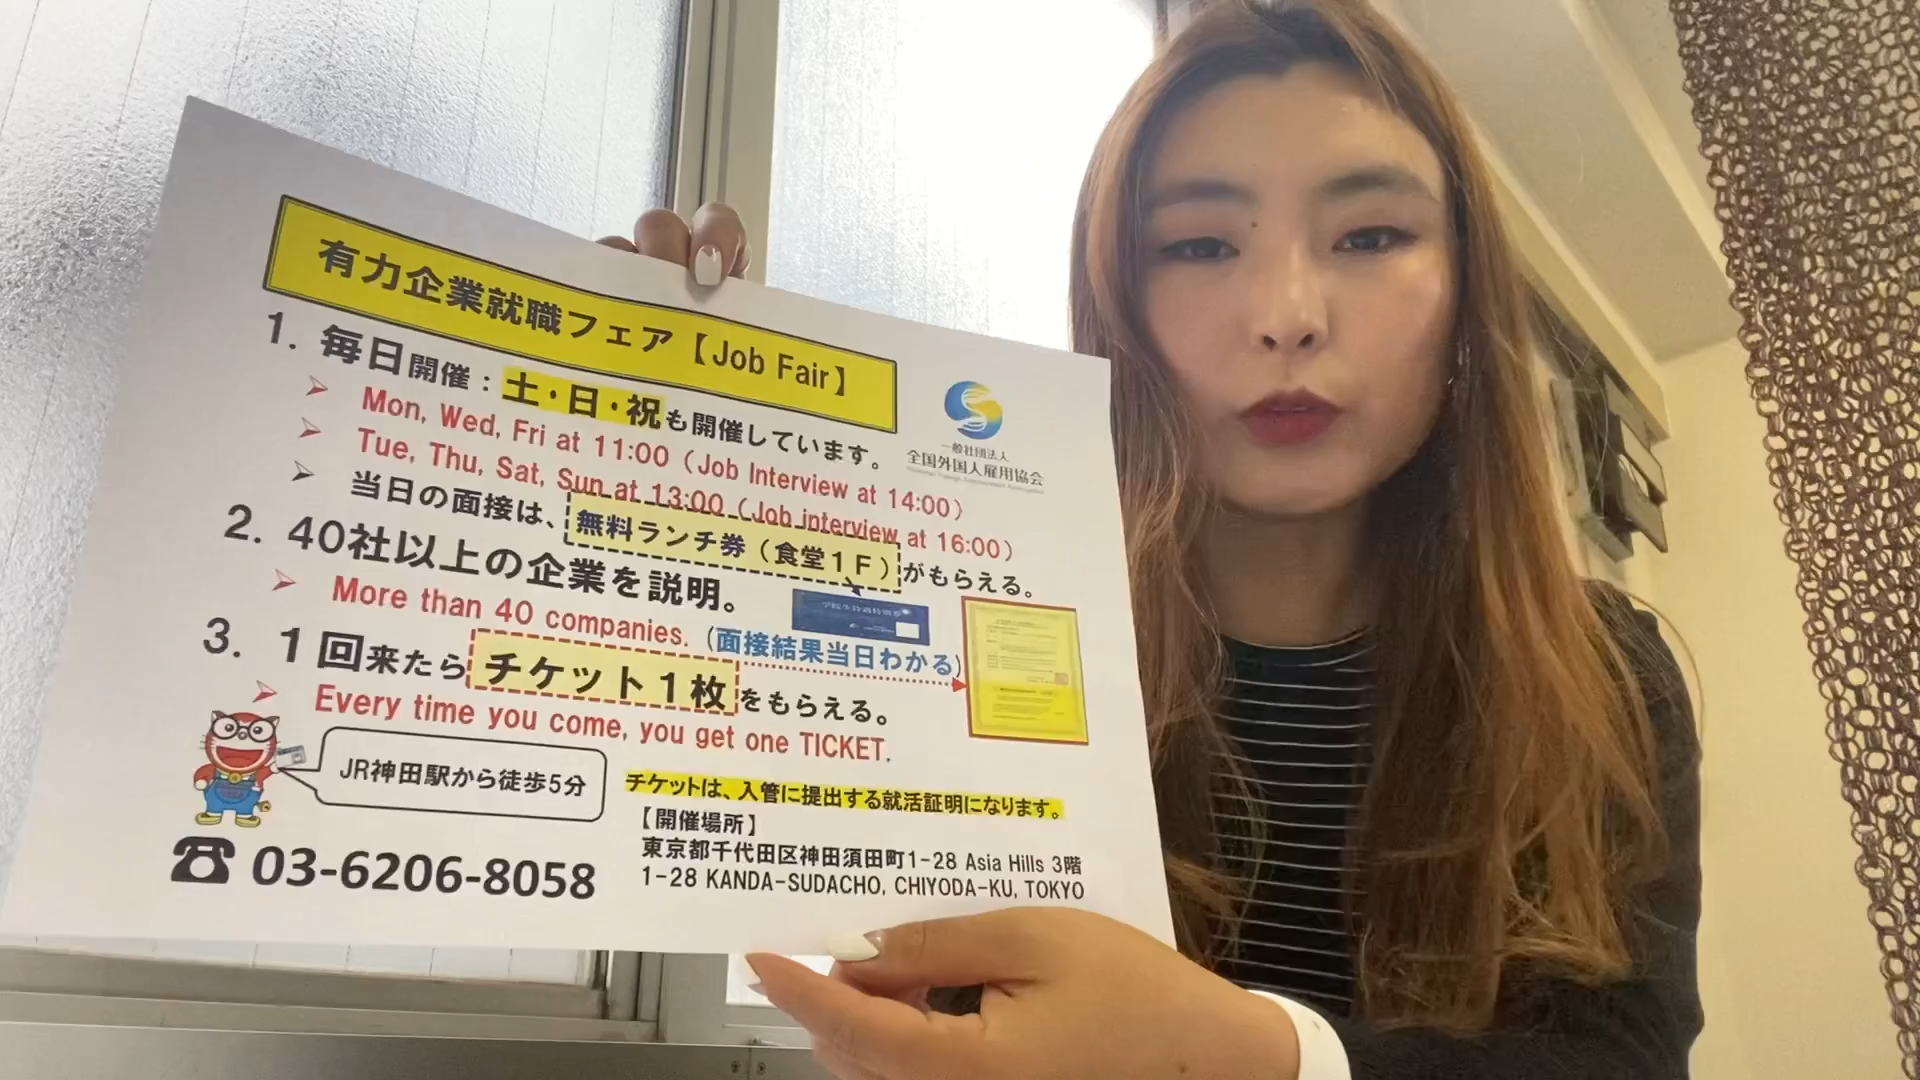 有力企業就職フェア【Job Fair】
1. 毎日開催：土・日・祝も開催しています。
Mon, Wed, Fri at 11:00（Job Interview at 14:00）
Tue, Thu, Sat, Sun at 13:00（Job interview at 16:00）
当日の面接は、無料ランチ券（食堂１Ｆ）がもらえる。
一般社団法人
全国外国人雇用協会
2. 40社以上の企業を説明。
More than 40 companies.（面接結果当日わかる）
3. １回来たらチケット１枚をもらえる。
Every time you come, you get one TICKET.
JR神田駅から徒歩5分
チケットは、入管に提出する就活証明になります。
【開催場所】
東京都千代田区神田須田町1-28 Asia Hills 3階
1-28 KANDA-SUDACHO, CHIYODA-KU, TOKYO
☎ 03-6206-8058